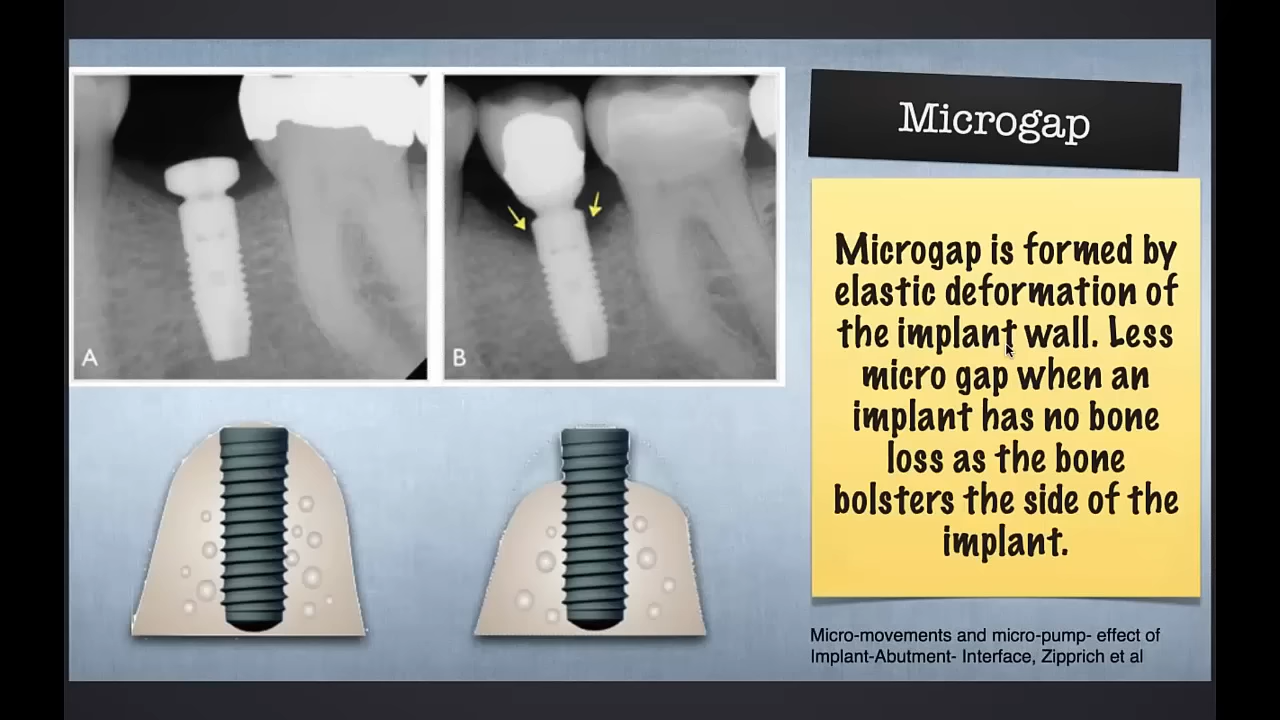 A
B
Microgap
Microgap is formed by
elastic deformation of
the implant wall. Less
micro gap when an
implant has no bone
loss as the bone
bolsters the side of the
implant.
Micro-movements and micro-pump- effect of
Implant-Abutment- Interface, Zipprich et al